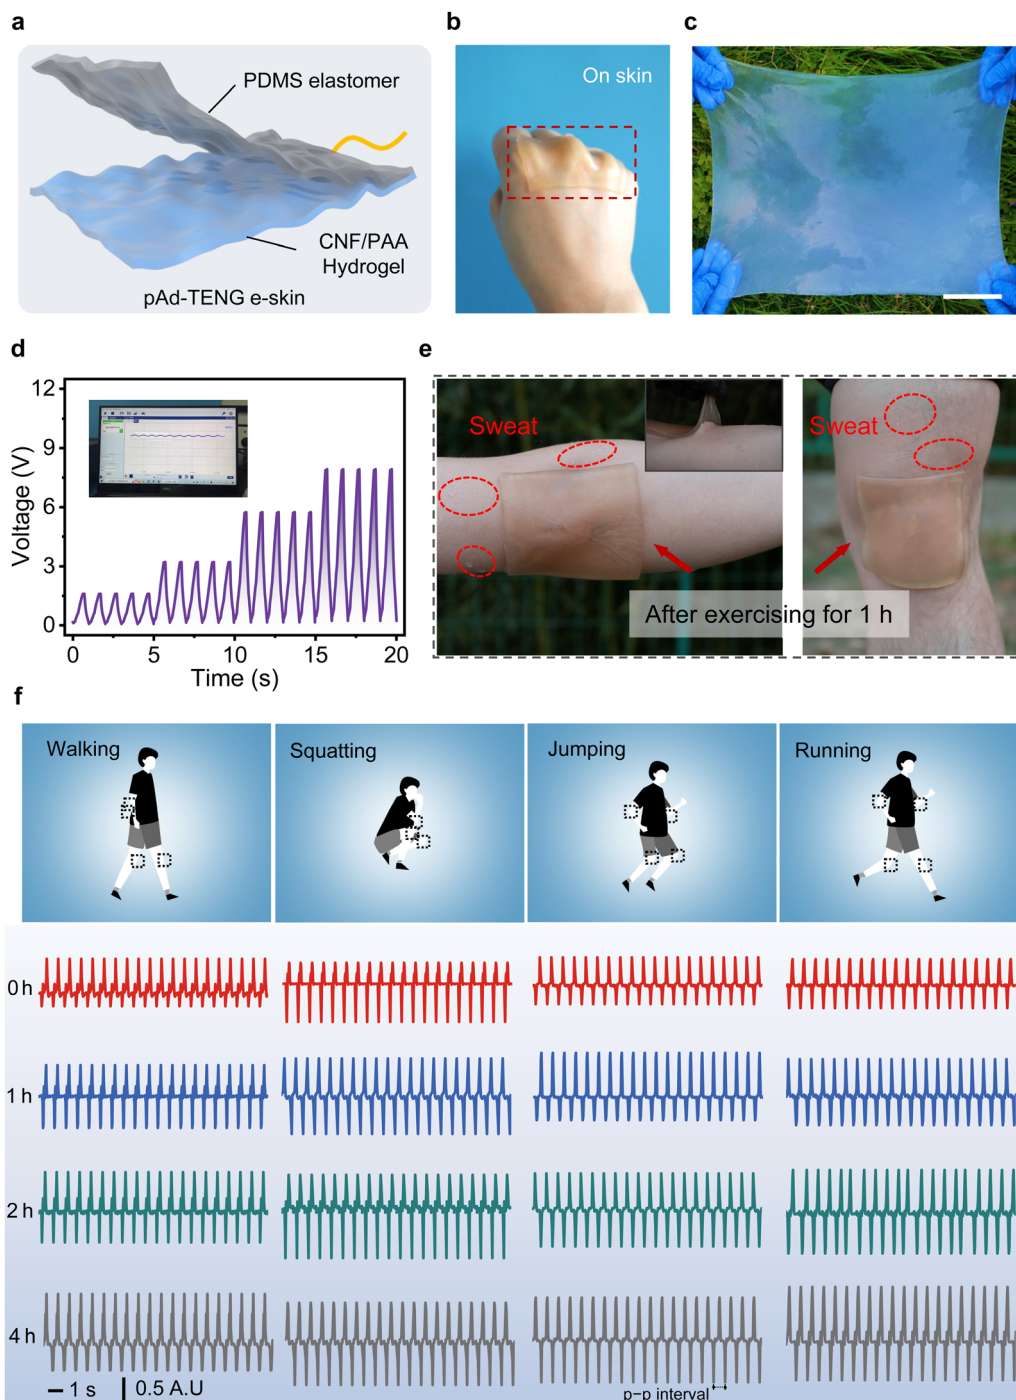 a
PDMS elastomer
CNF/PAA
Hydrogel
pAd-TENG e-skin
b
On skin
c
d
12
9
6
3
0
Voltage (V)
0 5 10 15 20
Time (s)
e
Sweat
Sweat
After exercising for 1 h
f
Walking
Squatting
Jumping
Running
0 h
1 h
2 h
4 h
1 s
0.5 A.U
p-p interval